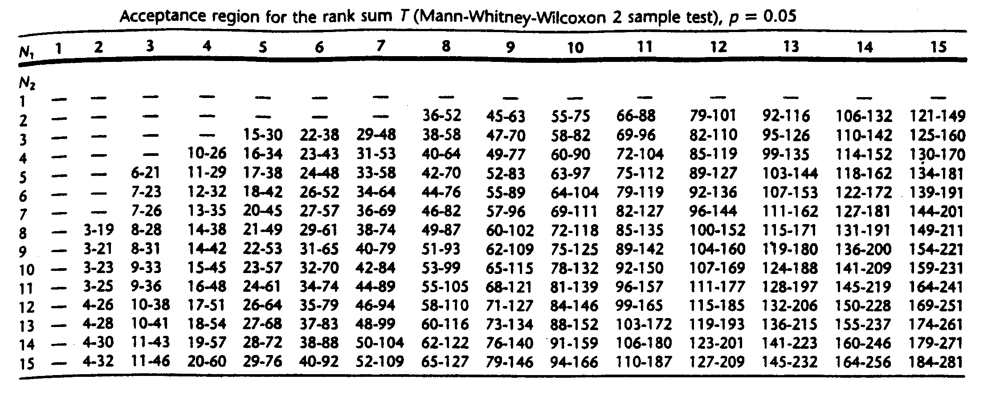 Acceptance region for the rank sum T (Mann-Whitney-Wilcoxon 2 sample test), p = 0.05
N₁ 1 2 3 4 5 6 7 8 9 10 11 12 13 14 15
N₂
1 — — — — — — — — — — — — — — —
2 — — — — — — — 36-52 45-63 55-75 66-88 79-101 92-116 106-132 121-149
3 — — — — 15-30 22-38 29-48 38-58 47-70 58-82 69-96 82-110 95-126 110-142 125-160
4 — — — 10-26 16-34 23-43 31-53 40-64 49-77 60-90 72-104 85-119 99-135 114-152 130-170
5 — — 6-21 11-29 17-38 24-48 33-58 42-70 52-83 63-97 75-112 89-127 103-144 118-162 134-181
6 — — 7-23 12-32 18-42 26-52 34-64 44-76 55-89 64-104 79-119 92-136 107-153 122-172 139-191
7 — — 7-26 13-35 20-45 27-57 36-69 46-82 57-96 69-111 82-127 96-144 111-162 127-181 144-201
8 — 3-19 8-28 14-38 21-49 29-61 38-74 49-87 60-102 72-118 85-135 100-152 115-171 131-191 149-211
9 — 3-21 8-31 14-42 22-53 31-65 40-79 51-93 62-109 75-125 89-142 104-160 119-180 136-200 154-221
10 — 3-23 9-33 15-45 23-57 32-70 42-84 53-99 65-115 78-132 92-150 107-169 124-188 141-209 159-231
11 — 3-25 9-36 16-48 24-61 34-74 44-89 55-105 68-121 81-139 96-157 111-177 128-197 145-219 164-241
12 — 4-26 10-38 17-51 26-64 35-79 46-94 58-110 71-127 84-146 99-165 115-185 132-206 150-228 169-251
13 — 4-28 10-41 18-54 27-68 37-83 48-99 60-116 73-134 88-152 103-172 119-193 136-215 155-237 174-261
14 — 4-30 11-43 19-57 28-72 38-88 50-104 62-122 76-140 91-159 106-180 123-201 141-223 160-246 179-271
15 — 4-32 11-46 20-60 29-76 40-92 52-109 65-127 79-146 94-166 110-187 127-209 145-232 164-256 184-281